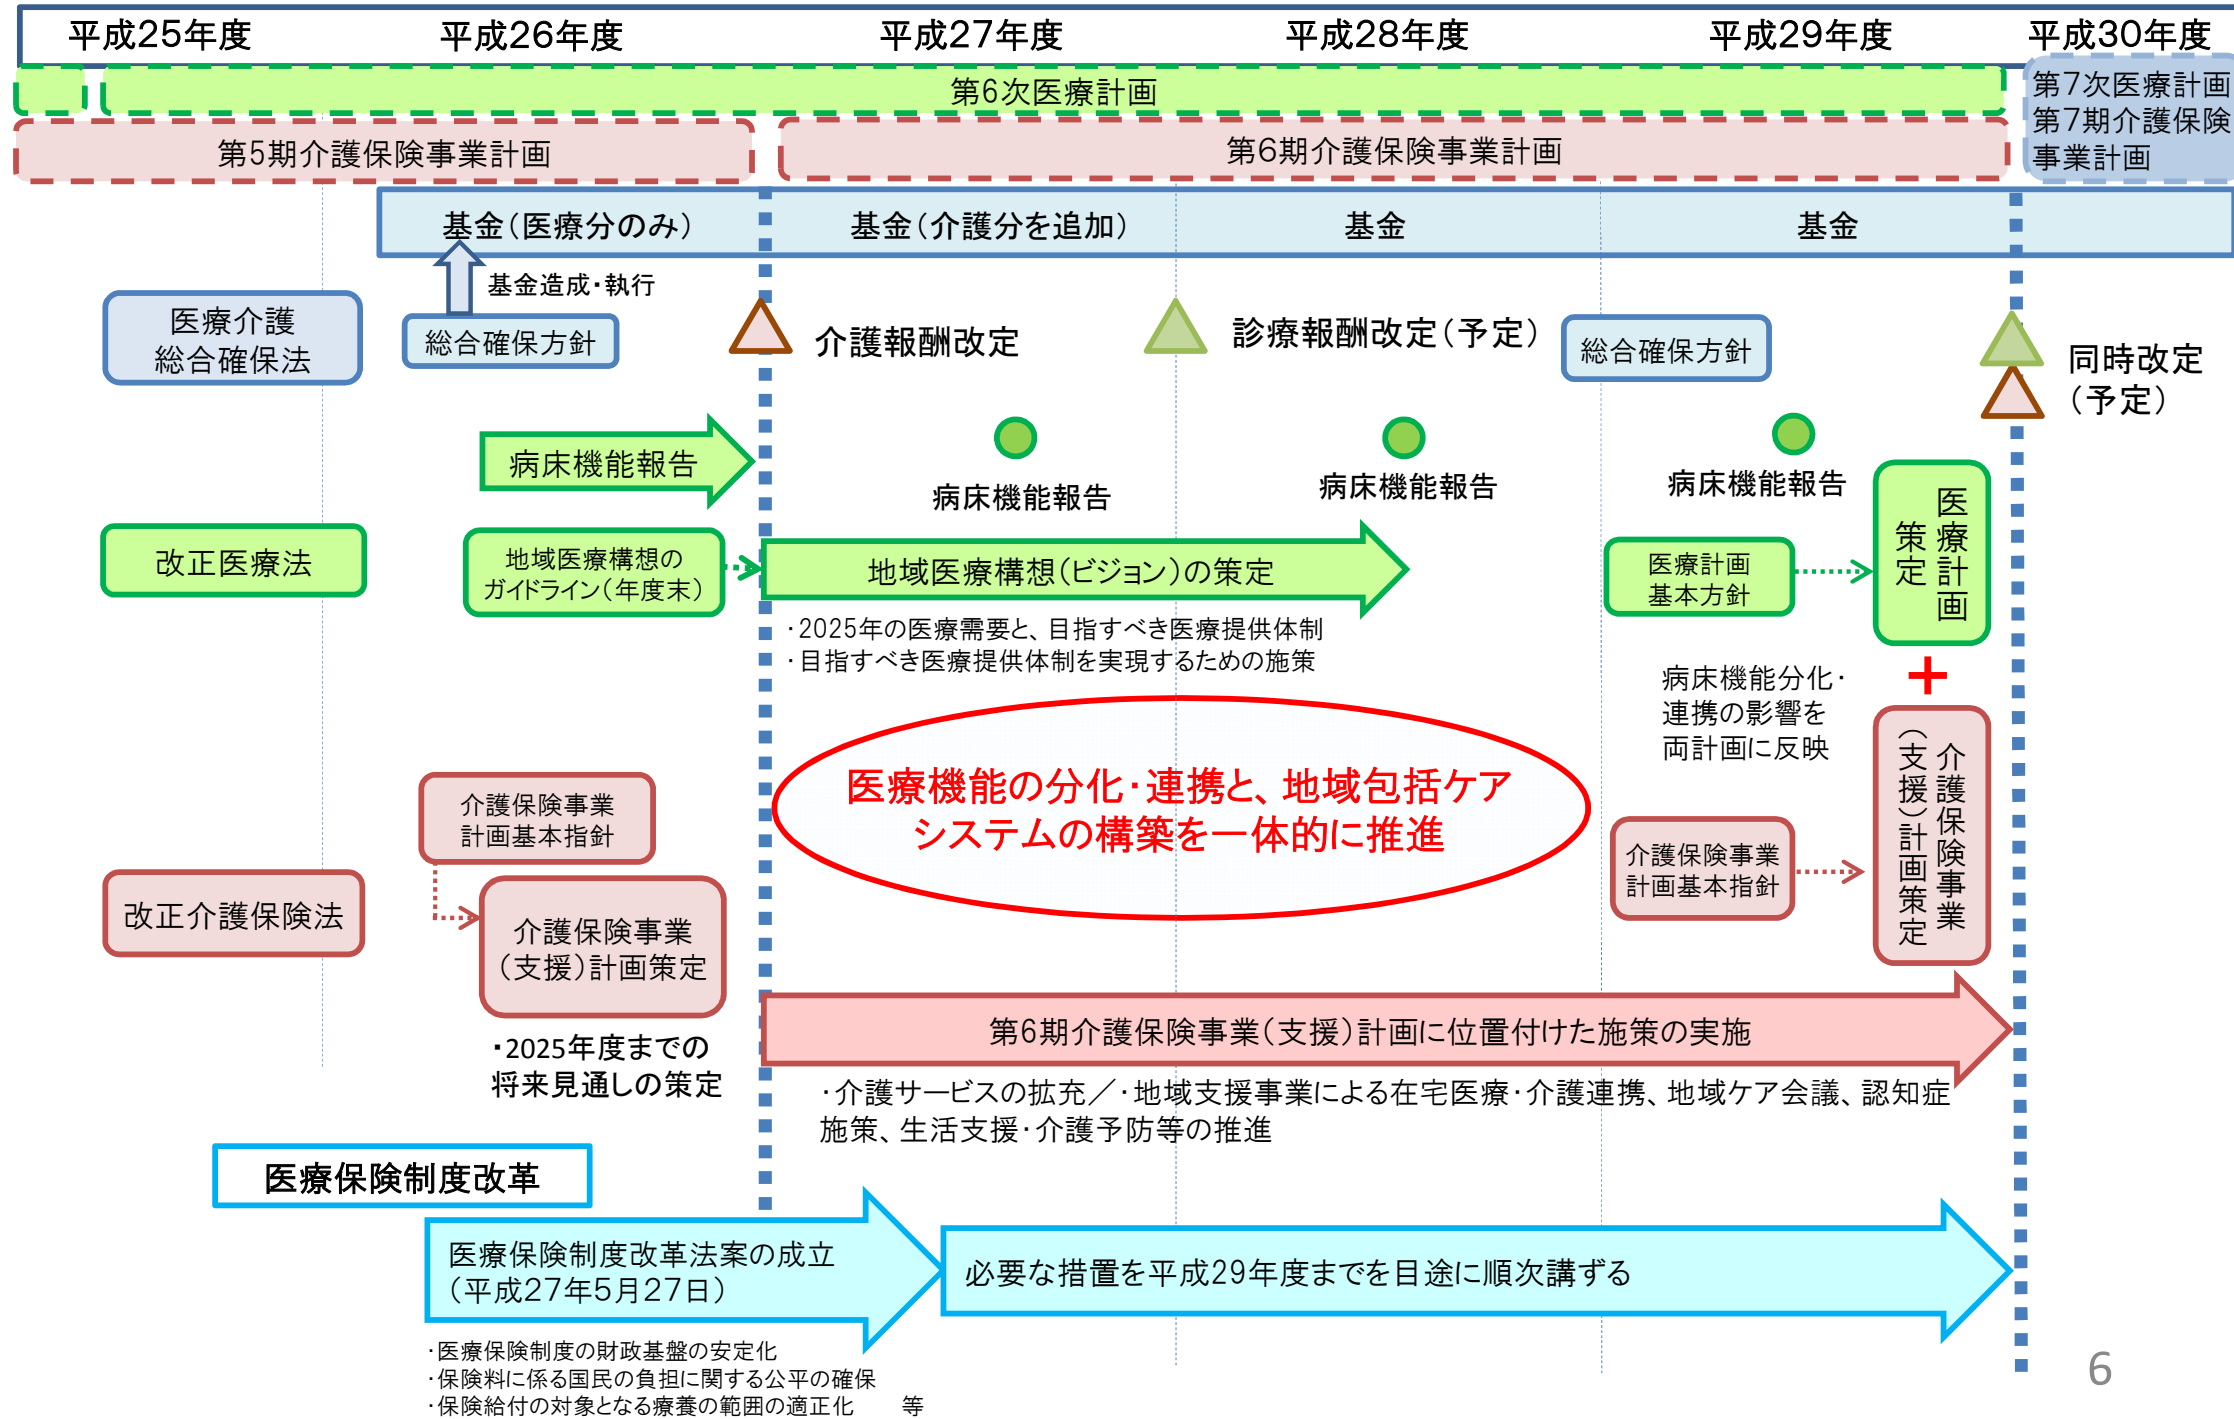 平成25年度
平成26年度
平成27年度
平成28年度
平成29年度
平成30年度
第6次医療計画
第7次医療計画
第7期介護保険
事業計画
第5期介護保険事業計画
第6期介護保険事業計画
基金(医療分のみ)
基金(介護分を追加)
基金
基金
基金造成・執行
医療介護
総合確保法
総合確保方針
介護報酬改定
診療報酬改定(予定)
総合確保方針
同時改定
(予定)
病床機能報告
病床機能報告
病床機能報告
病床機能報告
改正医療法
地域医療構想の
ガイドライン(年度末)
地域医療構想(ビジョン)の策定
医療計画
基本方針
医療計画
策定
・2025年の医療需要と、目指すべき医療提供体制
・目指すべき医療提供体制を実現するための施策
病床機能分化・
連携の影響を
両計画に反映
+
医療機能の分化・連携と、地域包括ケア
システムの構築を一体的に推進
介護保険事業
計画基本指針
介護保険事業
計画基本指針
介護保険事業
(支援)計画策定
改正介護保険法
介護保険事業
(支援)計画策定
・2025年度までの
将来見通しの策定
第6期介護保険事業(支援)計画に位置付けた施策の実施
・介護サービスの拡充/・地域支援事業による在宅医療・介護連携、地域ケア会議、認知症
施策、生活支援・介護予防等の推進
医療保険制度改革
医療保険制度改革法案の成立
(平成27年5月27日)
必要な措置を平成29年度までを目途に順次講ずる
・医療保険制度の財政基盤の安定化
・保険料に係る国民の負担に関する公平の確保
・保険給付の対象となる療養の範囲の適正化 等
6